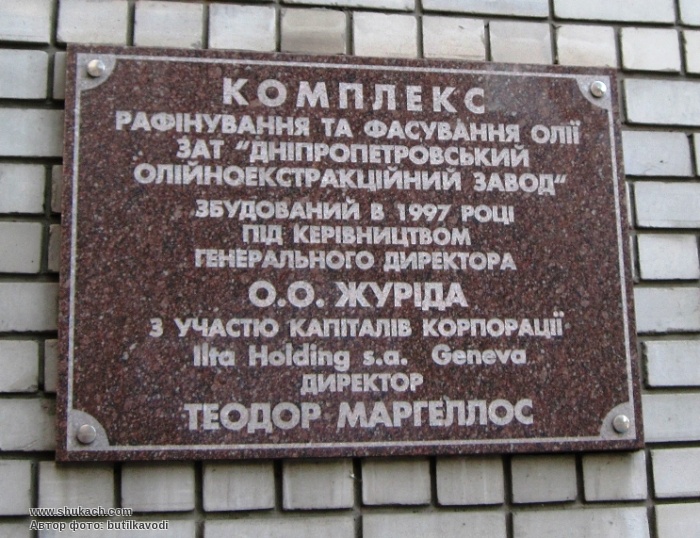 КОМПЛЕКС
РАФІНУВАННЯ ТА ФАСУВАННЯ ОЛІЇ
ЗАТ "ДНІПРОПЕТРОВСЬКИЙ
ОЛІЙНОЕКСТРАКЦІЙНИЙ ЗАВОД"
ЗБУДОВАНИЙ В 1997 РОЦІ
ПІД КЕРІВНИЦТВОМ
ГЕНЕРАЛЬНОГО ДИРЕКТОРА
О.О. ЖУРІДА
З УЧАСТЮ КАПІТАЛІВ КОРПОРАЦІЇ
Ilta Holding s.a. Geneva
ДИРЕКТОР
ТЕОДОР МАРГЕЛЛОС
www.shukach.com
Автор фото: butilkavodi